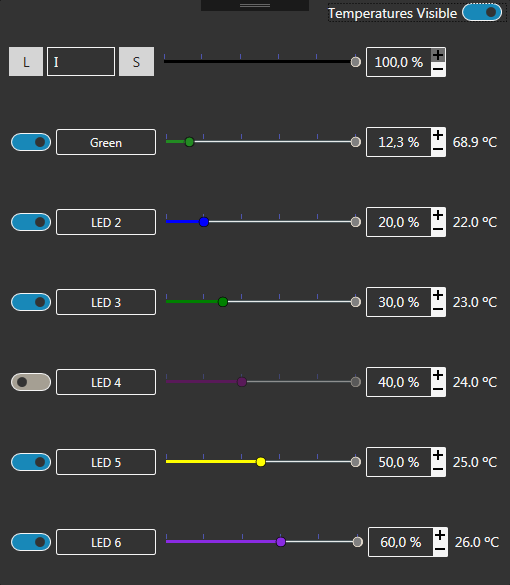 Temperatures Visible
L I S 100,0 %
Green 12,3 % 68.9 ºC
LED 2 20,0 % 22.0 ºC
LED 3 30,0 % 23.0 ºC
LED 4 40,0 % 24.0 ºC
LED 5 50,0 % 25.0 ºC
LED 6 60,0 % 26.0 ºC